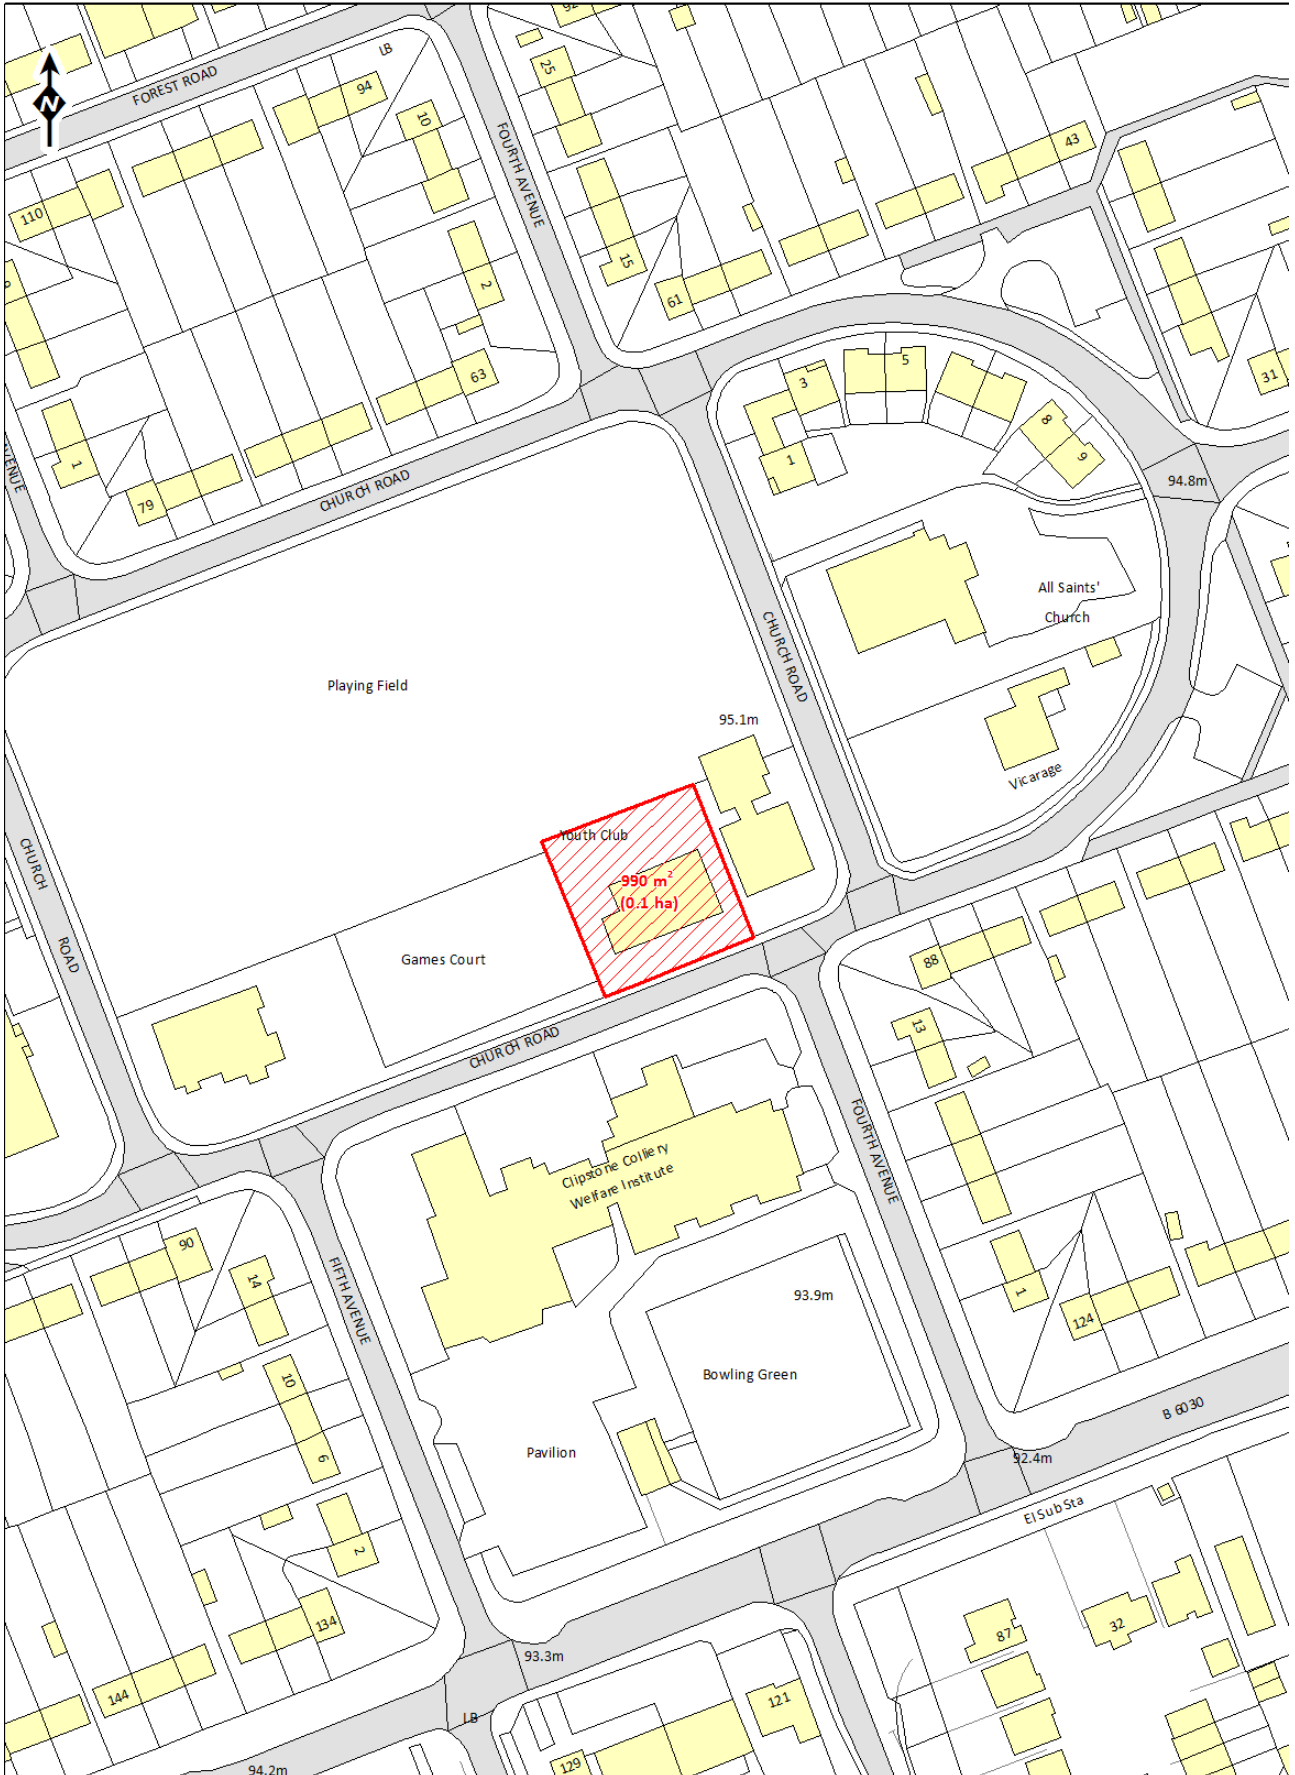 92
LB
25
FOREST ROAD
94
N
10
FOURTH AVENUE
43
110
15
2
61
9
63
3
5
31
8
1
9
1
AVENUE
79
CHURCH ROAD
94.8m
All Saints'
Church
CHURCH ROAD
Playing Field
95.1m
Vicarage
Youth Club
CHURCH
ROAD
990 m²
(0.1 ha)
Games Court
88
13
CHURCH ROAD
Clipstone Colliery
Welfare Institute
FOURTH AVENUE
90
14
FIFTH AVENUE
93.9m
1
124
10
Bowling Green
B 6030
6
Pavilion
92.4m
El Sub Sta
2
134
87
32
93.3m
144
121
LB
129
94.2m